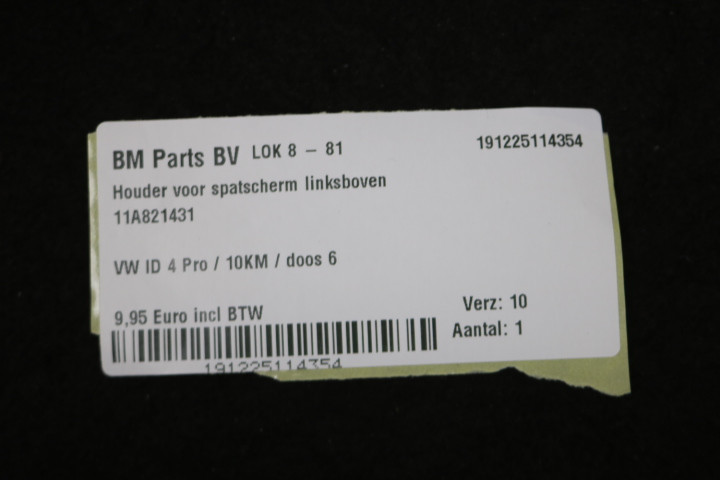 BM Parts BV LOK 8 – 81
191225114354
Houder voor spatscherm linksboven
11A821431
VW ID 4 Pro / 10KM / doos 6
9,95 Euro incl BTW
Verz: 10
Aantal: 1
191225114354